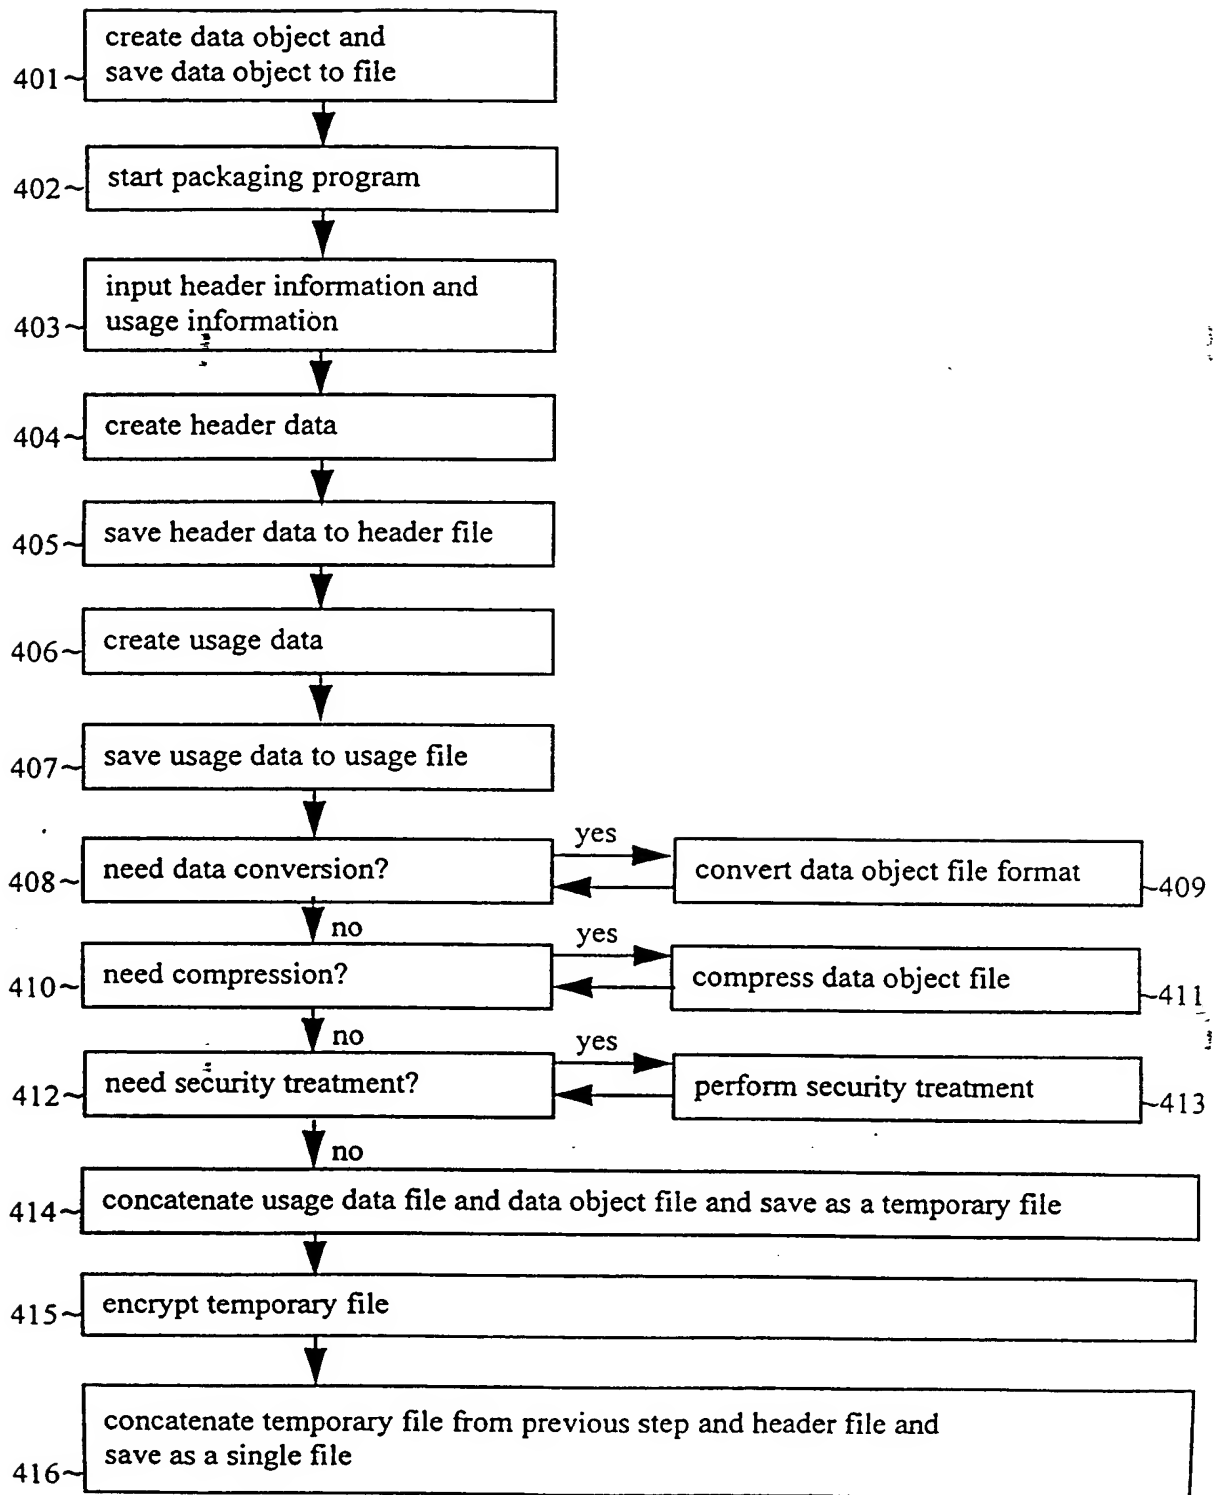 create data object and
save data object to file
401
start packaging program
402
input header information and
usage information
403
create header data
404
save header data to header file
405
create usage data
406
save usage data to usage file
407
need data conversion?
408
yes
convert data object file format
409
no
need compression?
410
yes
compress data object file
411
no
need security treatment?
412
yes
perform security treatment
413
no
concatenate usage data file and data object file and save as a temporary file
414
encrypt temporary file
415
concatenate temporary file from previous step and header file and
save as a single file
416